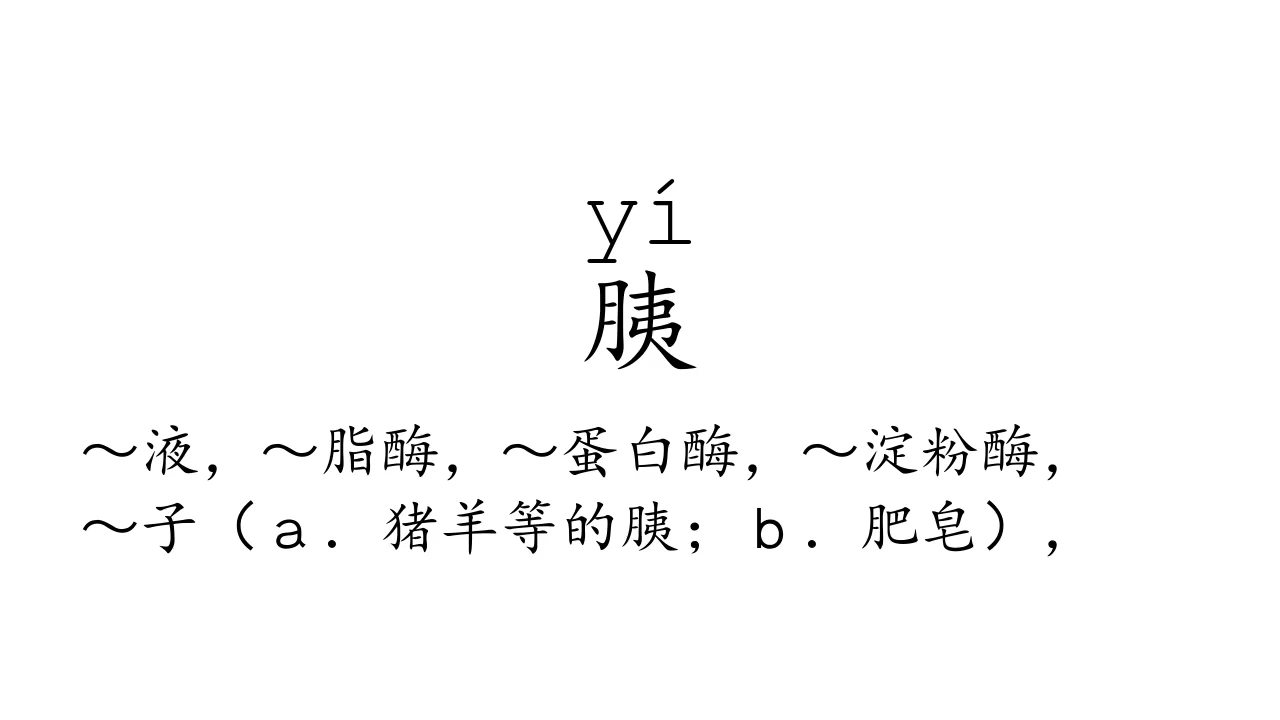 yí
胰
～液，～脂酶，～蛋白酶，～淀粉酶，
～子（ａ．猪羊等的胰；ｂ．肥皂），